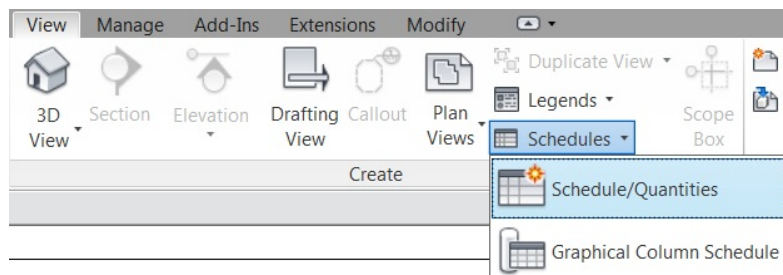 View Manage Add-Ins Extensions Modify
3D View
Section
Elevation
Drafting View
Callout
Plan Views
Duplicate View
Legends
Schedules
Scope Box
Create
Schedule/Quantities
Graphical Column Schedule